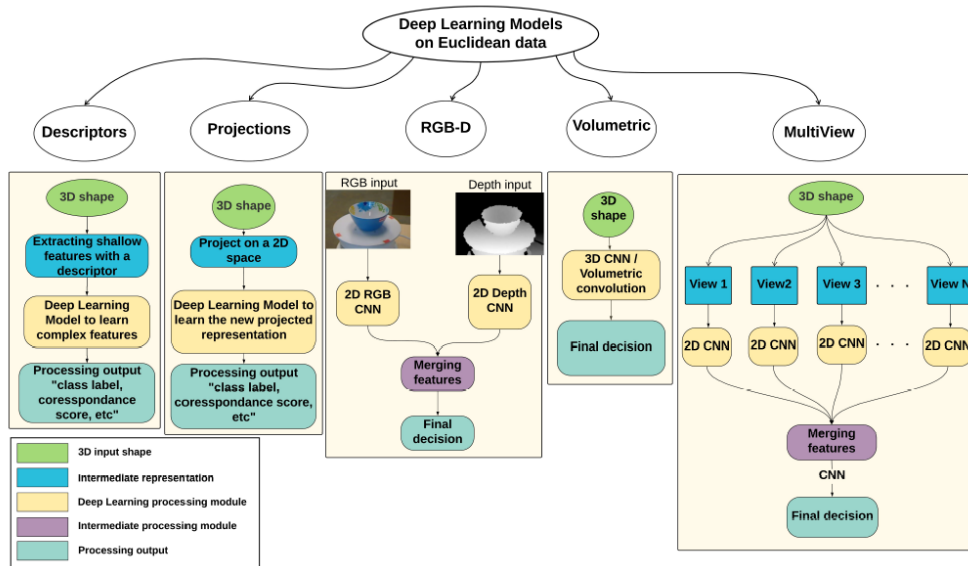 Deep Learning Models
on Euclidean data
Descriptors
Projections
RGB-D
Volumetric
MultiView
3D shape
Extracting shallow
features with a
descriptor
Deep Learning
Model to learn
complex features
Processing output
"class label,
corespondance
score, etc"
3D shape
Project on a 2D
space
Deep Learning Model to
learn the new projected
representation
Processing output
"class label,
coresspondance score,
etc"
RGB input
Depth input
2D RGB
CNN
2D Depth
CNN
Merging
features
Final
decision
3D
shape
3D CNN /
Volumetric
convolution
Final decision
3D shape
View 1
View2
View 3
. . .
View N
2D CNN
2D CNN
2D CNN
. . .
2D CNN
Merging
features
CNN
Final decision
3D input shape
Intermediate representation
Deep Learning processing module
Intermediate processing module
Processing output